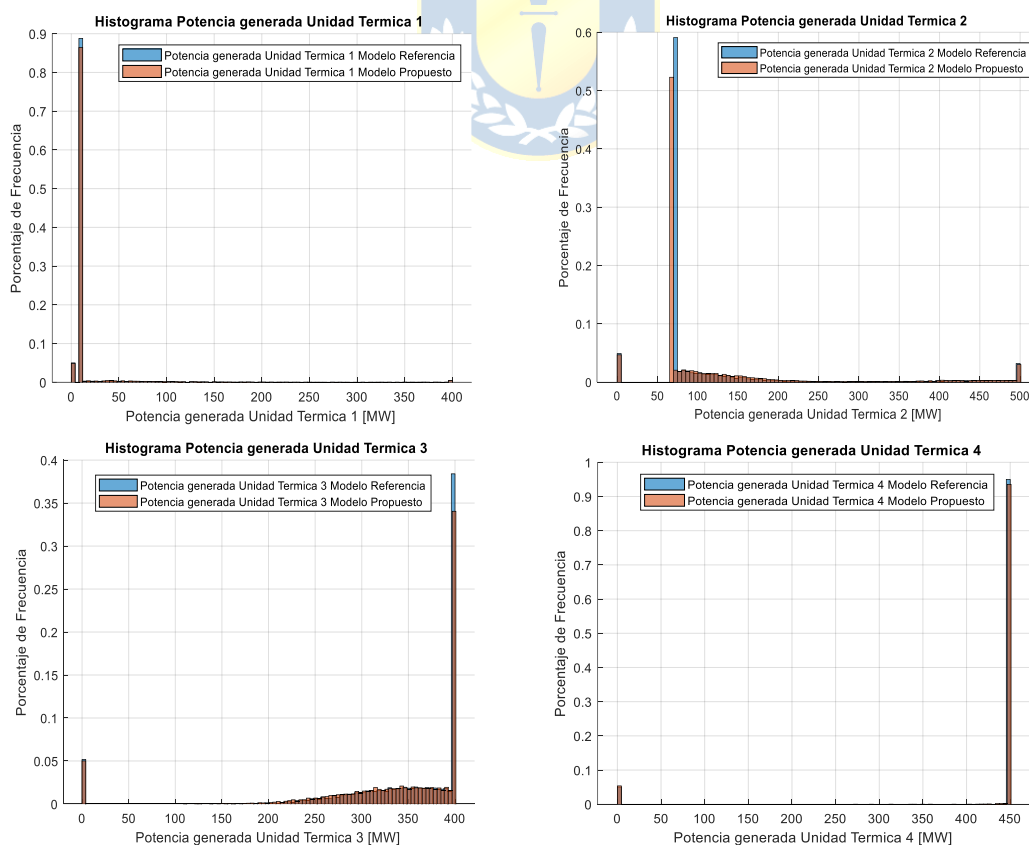 Histograma Potencia generada Unidad Termica 1
Potencia generada Unidad Termica 1 Modelo Referencia
Potencia generada Unidad Termica 1 Modelo Propuesto
Porcentaje de Frecuencia
0.9
0.8
0.7
0.6
0.5
0.4
0.3
0.2
0.1
0
0 50 100 150 200 250 300 350 400
Potencia generada Unidad Termica 1 [MW]
Histograma Potencia generada Unidad Termica 2
Potencia generada Unidad Termica 2 Modelo Referencia
Potencia generada Unidad Termica 2 Modelo Propuesto
Porcentaje de Frecuencia
0.6
0.5
0.4
0.3
0.2
0.1
0
0 50 100 150 200 250 300 350 400 450 500
Potencia generada Unidad Termica 2 [MW]
Histograma Potencia generada Unidad Termica 3
Potencia generada Unidad Termica 3 Modelo Referencia
Potencia generada Unidad Termica 3 Modelo Propuesto
Porcentaje de Frecuencia
0.4
0.35
0.3
0.25
0.2
0.15
0.1
0.05
0
0 50 100 150 200 250 300 350 400
Potencia generada Unidad Termica 3 [MW]
Histograma Potencia generada Unidad Termica 4
Potencia generada Unidad Termica 4 Modelo Referencia
Potencia generada Unidad Termica 4 Modelo Propuesto
Porcentaje de Frecuencia
1
0.9
0.8
0.7
0.6
0.5
0.4
0.3
0.2
0.1
0
0 50 100 150 200 250 300 350 400 450
Potencia generada Unidad Termica 4 [MW]